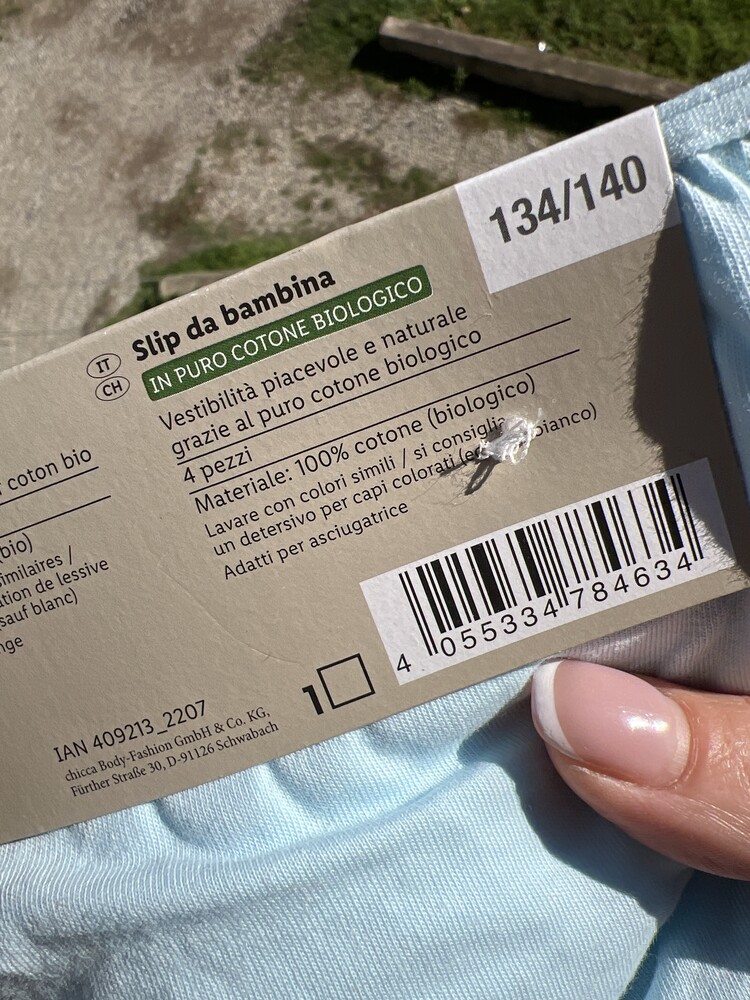 134/140
IT
CH
Slip da bambina
IN PURO COTONE BIOLOGICO
Vestibilità piacevole e naturale
grazie al puro cotone biologico
4 pezzi
Materiale: 100% cotone (biologico)
Lavare con colori simili / si consiglia
un detersivo per capi colorati bianco)
Adatti per asciugatrice
coton bio
(bio)
similaires /
de lessive
sauf blanc)
4 055334 784634
1
IAN 409213_2207
chicca Body-Fashion GmbH & Co. KG,
Fürther Straße 30, D-91126 Schwabach